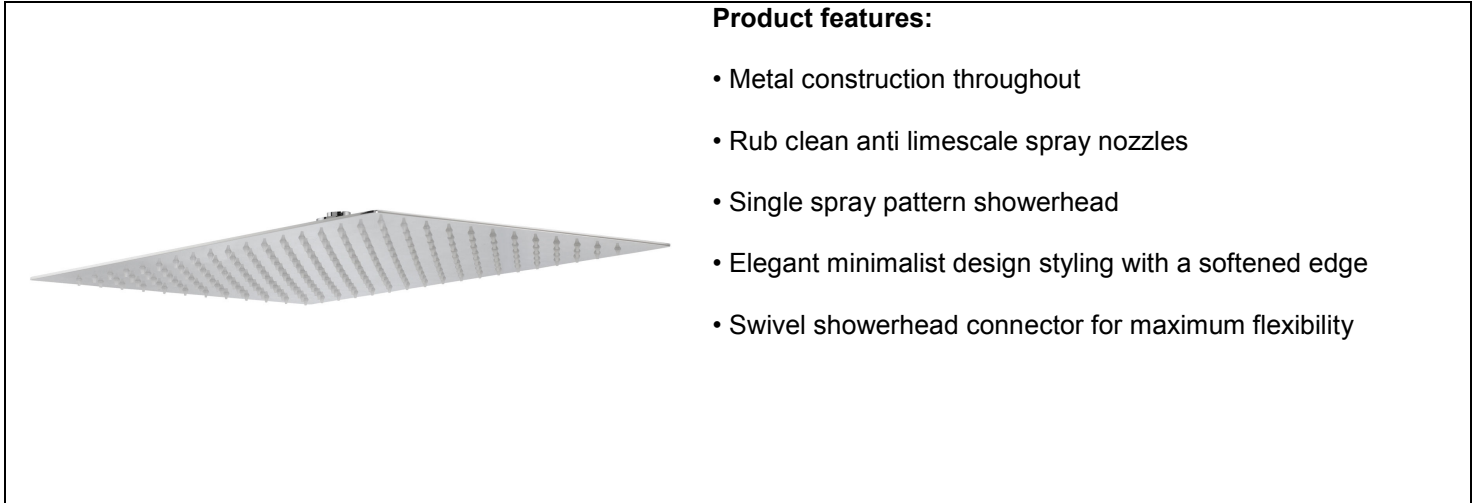 Product features:
• Metal construction throughout
• Rub clean anti limescale spray nozzles
• Single spray pattern showerhead
• Elegant minimalist design styling with a softened edge
• Swivel showerhead connector for maximum flexibility